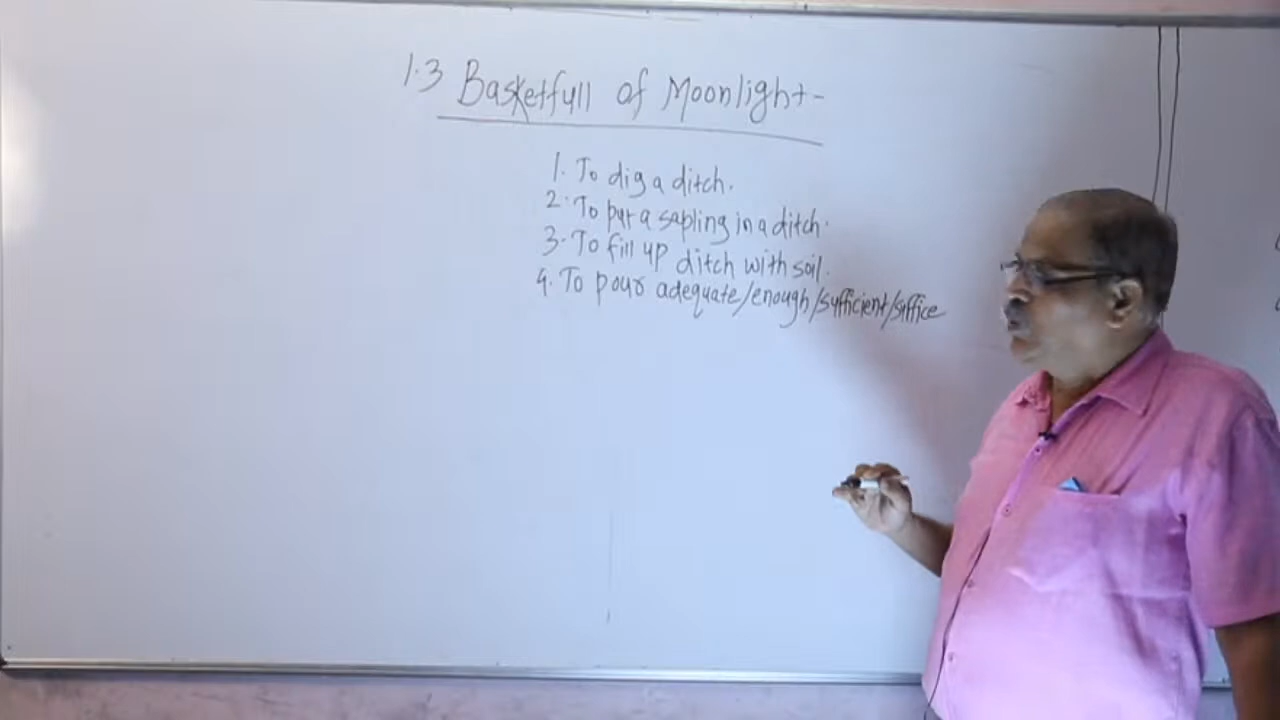 1.3 Basketfull of Moonlight-
1. To dig a ditch.
2. To put a sapling in a ditch.
3. To fill up ditch with soil.
4. To pour adequate/enough/sufficient/suffice